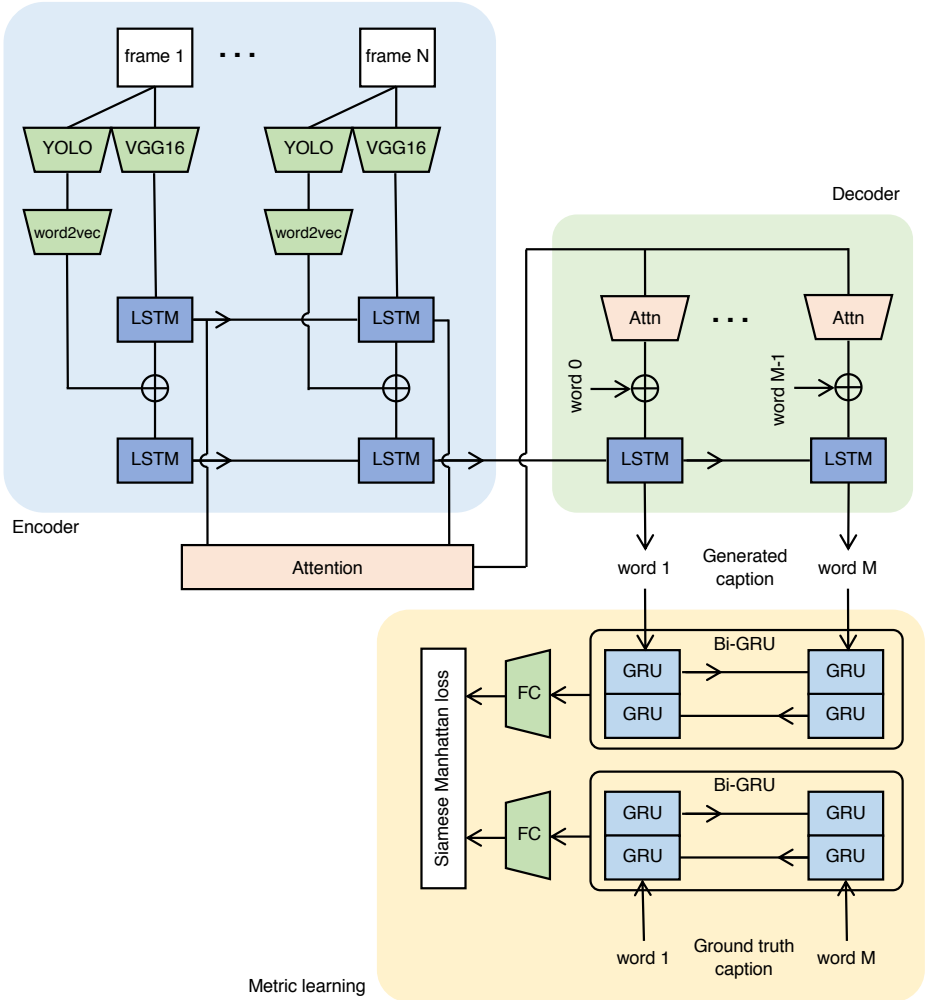 frame 1
. . .
frame N
YOLO
VGG16
YOLO
VGG16
word2vec
word2vec
LSTM
LSTM
LSTM
LSTM
Encoder
Attention
Decoder
Attn
. . .
Attn
word 0
word M-1
LSTM
LSTM
word 1
Generated
caption
word M
Bi-GRU
GRU
GRU
GRU
GRU
FC
Siamese Manhattan loss
Bi-GRU
GRU
GRU
GRU
GRU
FC
word 1
Ground truth
caption
word M
Metric learning